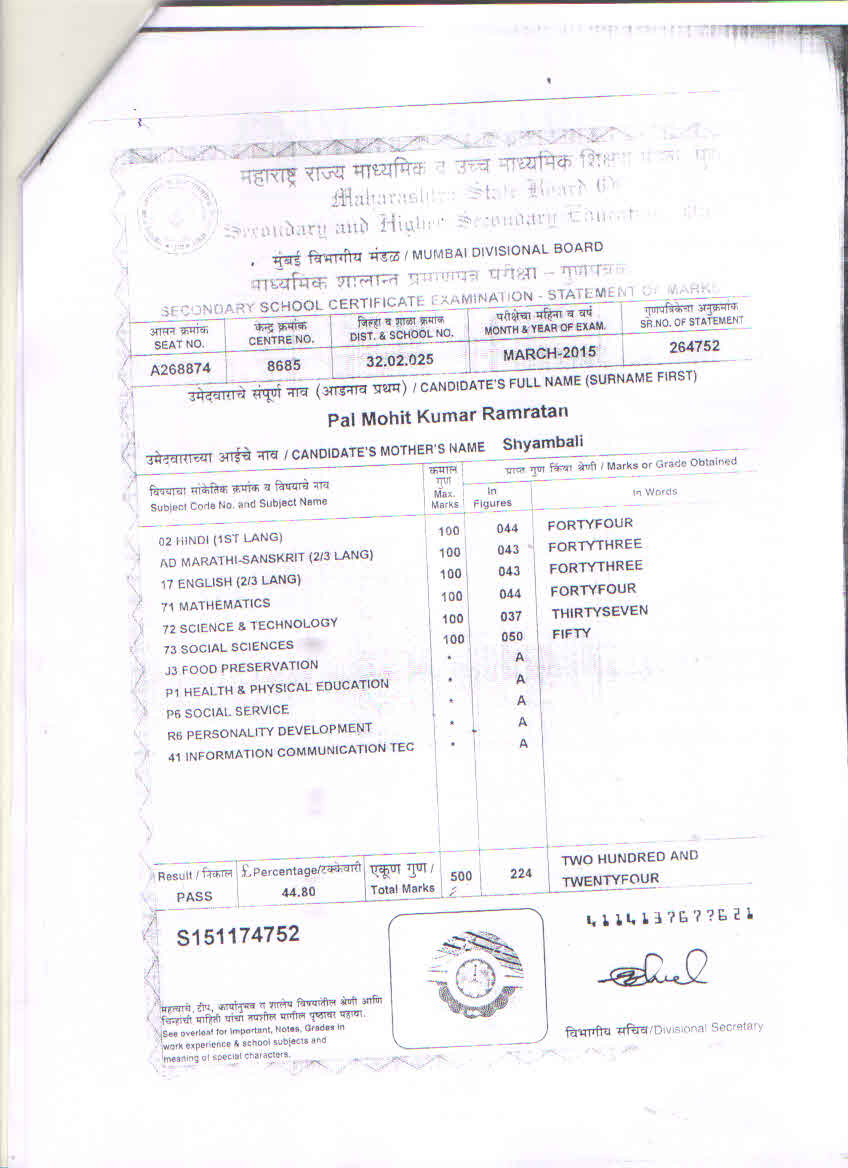 महाराष्ट्र राज्य माध्यमिक व उच्च माध्यमिक शिक्षण मंडळ, पुणे
Maharashtra State Board Of
Secondary and Higher Secondary Education,
मुंबई विभागीय मंडळ / MUMBAI DIVISIONAL BOARD
माध्यमिक शालान्त प्रमाणपत्र परीक्षा - गुणपत्रक
SECONDARY SCHOOL CERTIFICATE EXAMINATION - STATEMENT OF MARKS
आसन क्रमांक केन्द्र क्रमांक जिल्हा व शाळा क्रमांक परीक्षेचा महिना व वर्ष गुणपत्रिकेचा अनुक्रमांक
SEAT NO. CENTRE NO. DIST. & SCHOOL NO. MONTH & YEAR OF EXAM. SR.NO. OF STATEMENT
A268874 8685 32.02.025 MARCH-2015 264752
उमेदवाराचे संपूर्ण नाव (आडनाव प्रथम) / CANDIDATE'S FULL NAME (SURNAME FIRST)
Pal Mohit Kumar Ramratan
उमेदवाराच्या आईचे नाव / CANDIDATE'S MOTHER'S NAME Shyambali
विषयाचा सांकेतिक क्रमांक व विषयाचे नाव
Subject Code No. and Subject Name
कमाल
गुण
Max.
Marks
प्राप्त गुण किंवा श्रेणी / Marks or Grade Obtained
In
Figures
In Words
02 HINDI (1ST LANG) 100 044 FORTYFOUR
AD MARATHI-SANSKRIT (2/3 LANG) 100 043 FORTYTHREE
17 ENGLISH (2/3 LANG) 100 043 FORTYTHREE
71 MATHEMATICS 100 044 FORTYFOUR
72 SCIENCE & TECHNOLOGY 100 037 THIRTYSEVEN
73 SOCIAL SCIENCES 100 050 FIFTY
J3 FOOD PRESERVATION * A
P1 HEALTH & PHYSICAL EDUCATION * A
P6 SOCIAL SERVICE * A
R6 PERSONALITY DEVELOPMENT * A
41 INFORMATION COMMUNICATION TEC * A
Result / निकाल £ Percentage/टक्केवारी एकूण गुण / 500 224 TWO HUNDRED AND
PASS 44.80 Total Marks TWENTYFOUR
S151174752
4114137677621
महत्वाचे, टीप, कार्यानुभव व शालेय विषयातील श्रेणी आणि
चिन्हांची माहिती यांचा तपशील मागील पृष्ठावर पहावा.
See overleaf for Important, Notes, Grades in
work experience & school subjects and
meaning of special characters.
विभागीय सचिव/Divisional Secretary